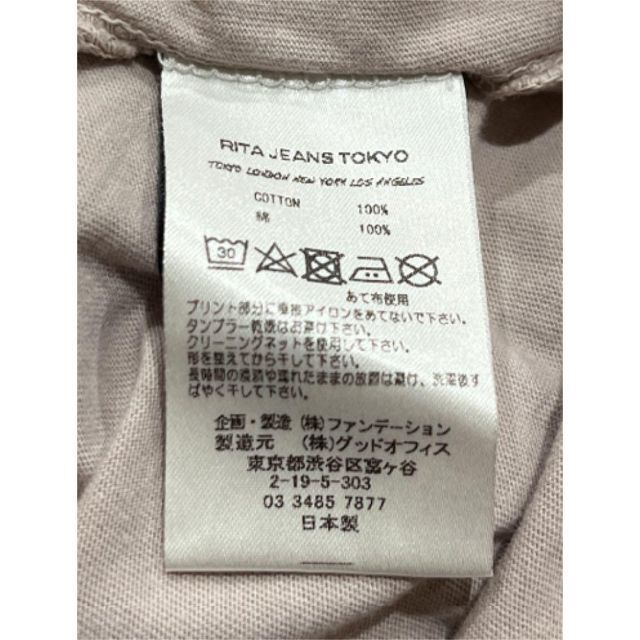 RITA JEANS TOKYO
TOKYO LONDON NEW YORK LOS ANGELES
COTTON 100%
綿 100%
30
あて布使用
プリント部分に直接アイロンをあてないで下さい。
タンブラー乾燥はお避け下さい。
クリーニングネットを使用して下さい。
形を整えてから干して下さい。
長時間の浸漬や濡れたままの放置は避け、洗濯後す
ばやく干して下さい。
企画・製造 (株)ファンデーション
製造元 (株)グッドオフィス
東京都渋谷区富ヶ谷
2-19-5-303
03 3485 7877
日本製